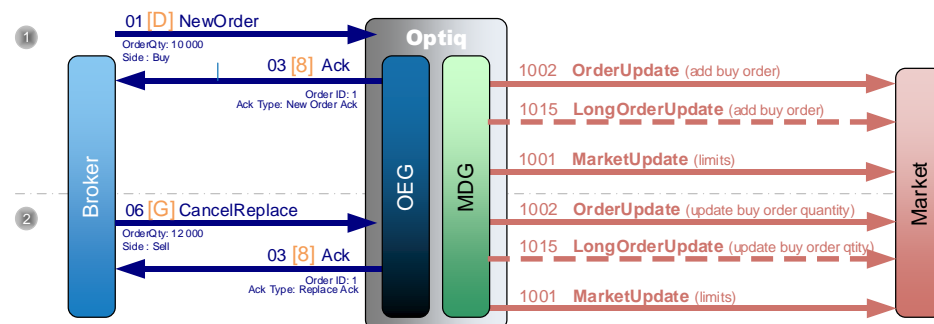 1
01 [D] NewOrder
OrderQty: 10 000
Side : Buy
03 [8] Ack
Order ID: 1
Ack Type: New Order Ack
Optiq
Broker
OEG
MDG
Market
1002 OrderUpdate (add buy order)
1015 LongOrderUpdate (add buy order)
1001 MarketUpdate (limits)
2
06 [G] CancelReplace
OrderQty: 12 000
Side : Sell
03 [8] Ack
Order ID: 1
Ack Type: Replace Ack
1002 OrderUpdate (update buy order quantity)
1015 LongOrderUpdate (update buy order qtity)
1001 MarketUpdate (limits)